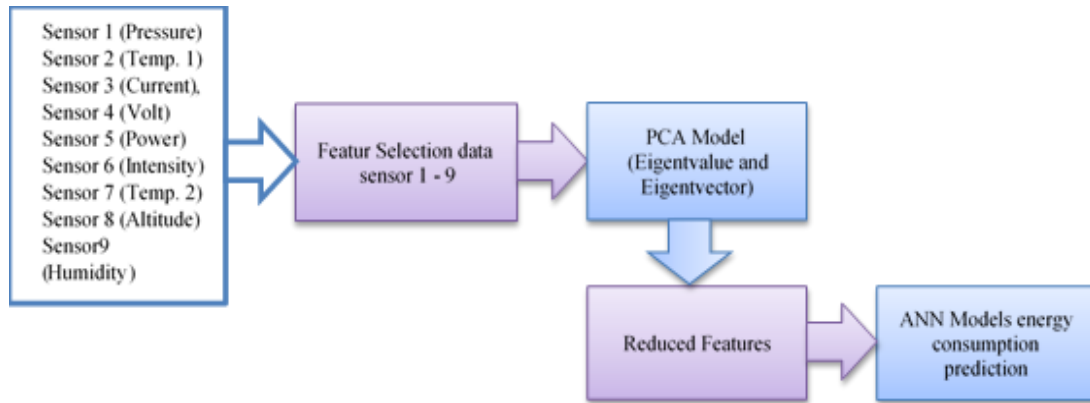 Sensor 1 (Pressure)
Sensor 2 (Temp. 1)
Sensor 3 (Current),
Sensor 4 (Volt)
Sensor 5 (Power)
Sensor 6 (Intensity)
Sensor 7 (Temp. 2)
Sensor 8 (Altitude)
Sensor9
(Humidity)
Featur Selection data
sensor 1 - 9
PCA Model
(Eigentvalue and
Eigentvector)
Reduced Features
ANN Models energy
consumption
prediction